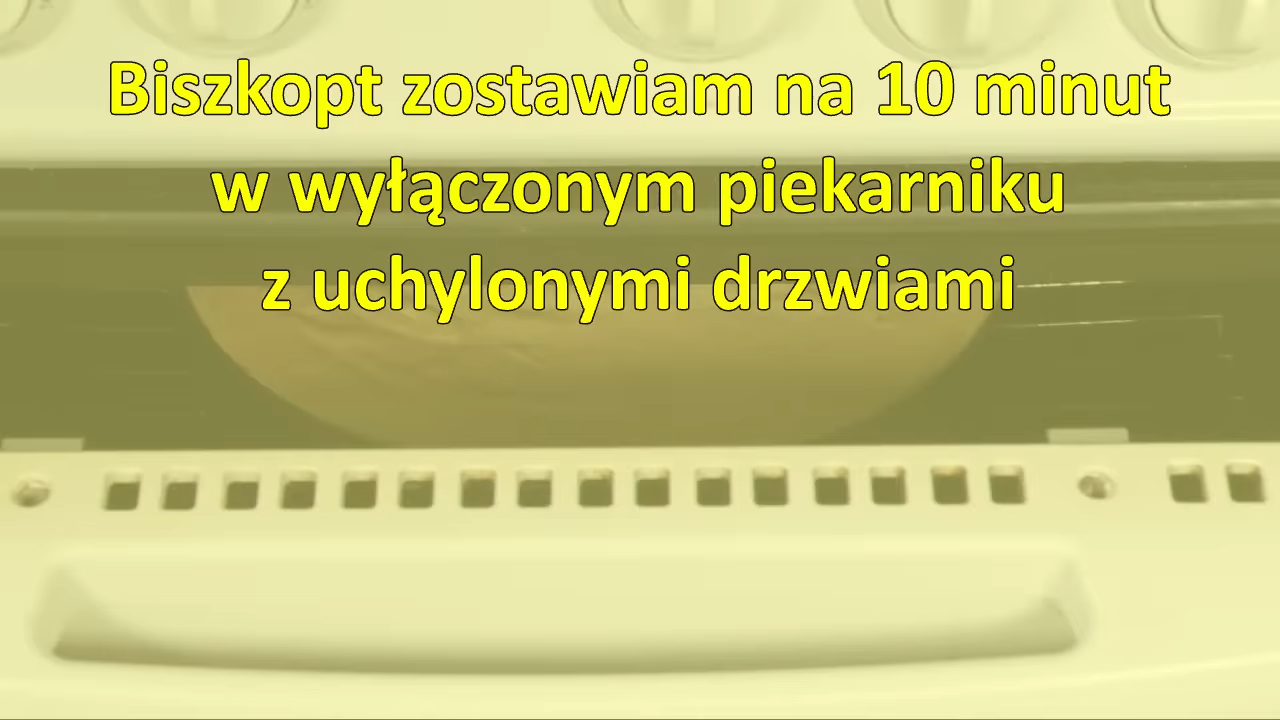 Biszkopt zostawiam na 10 minut
w wyłączonym piekarniku
z uchylonymi drzwiami